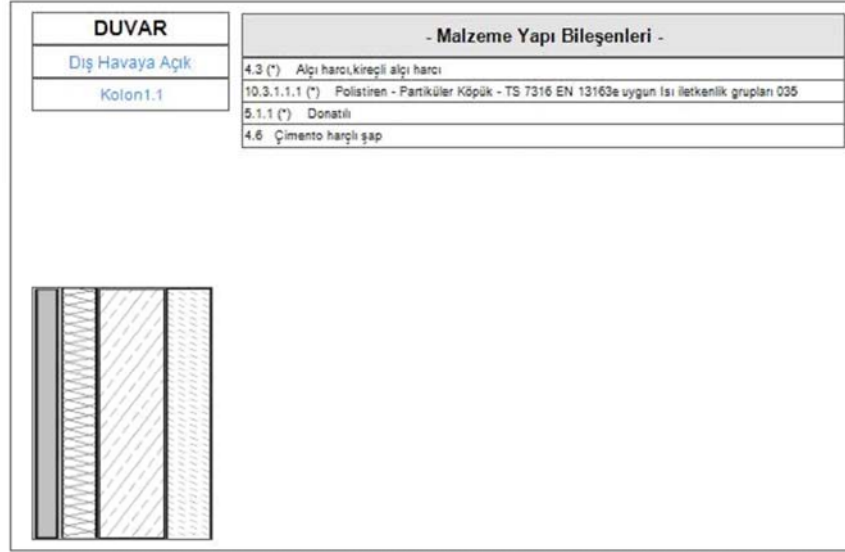 DUVAR
Dış Havaya Açık
Kolon1.1
- Malzeme Yapı Bileşenleri -
4.3 (*) Alçı harcı,kireçli alçı harcı
10.3.1.1.1 (*) Polistiren - Partiküler Köpük - TS 7316 EN 13163e uygun Isı iletkenlik grupları 035
5.1.1 (*) Donatılı
4.6 Çimento harçlı şap